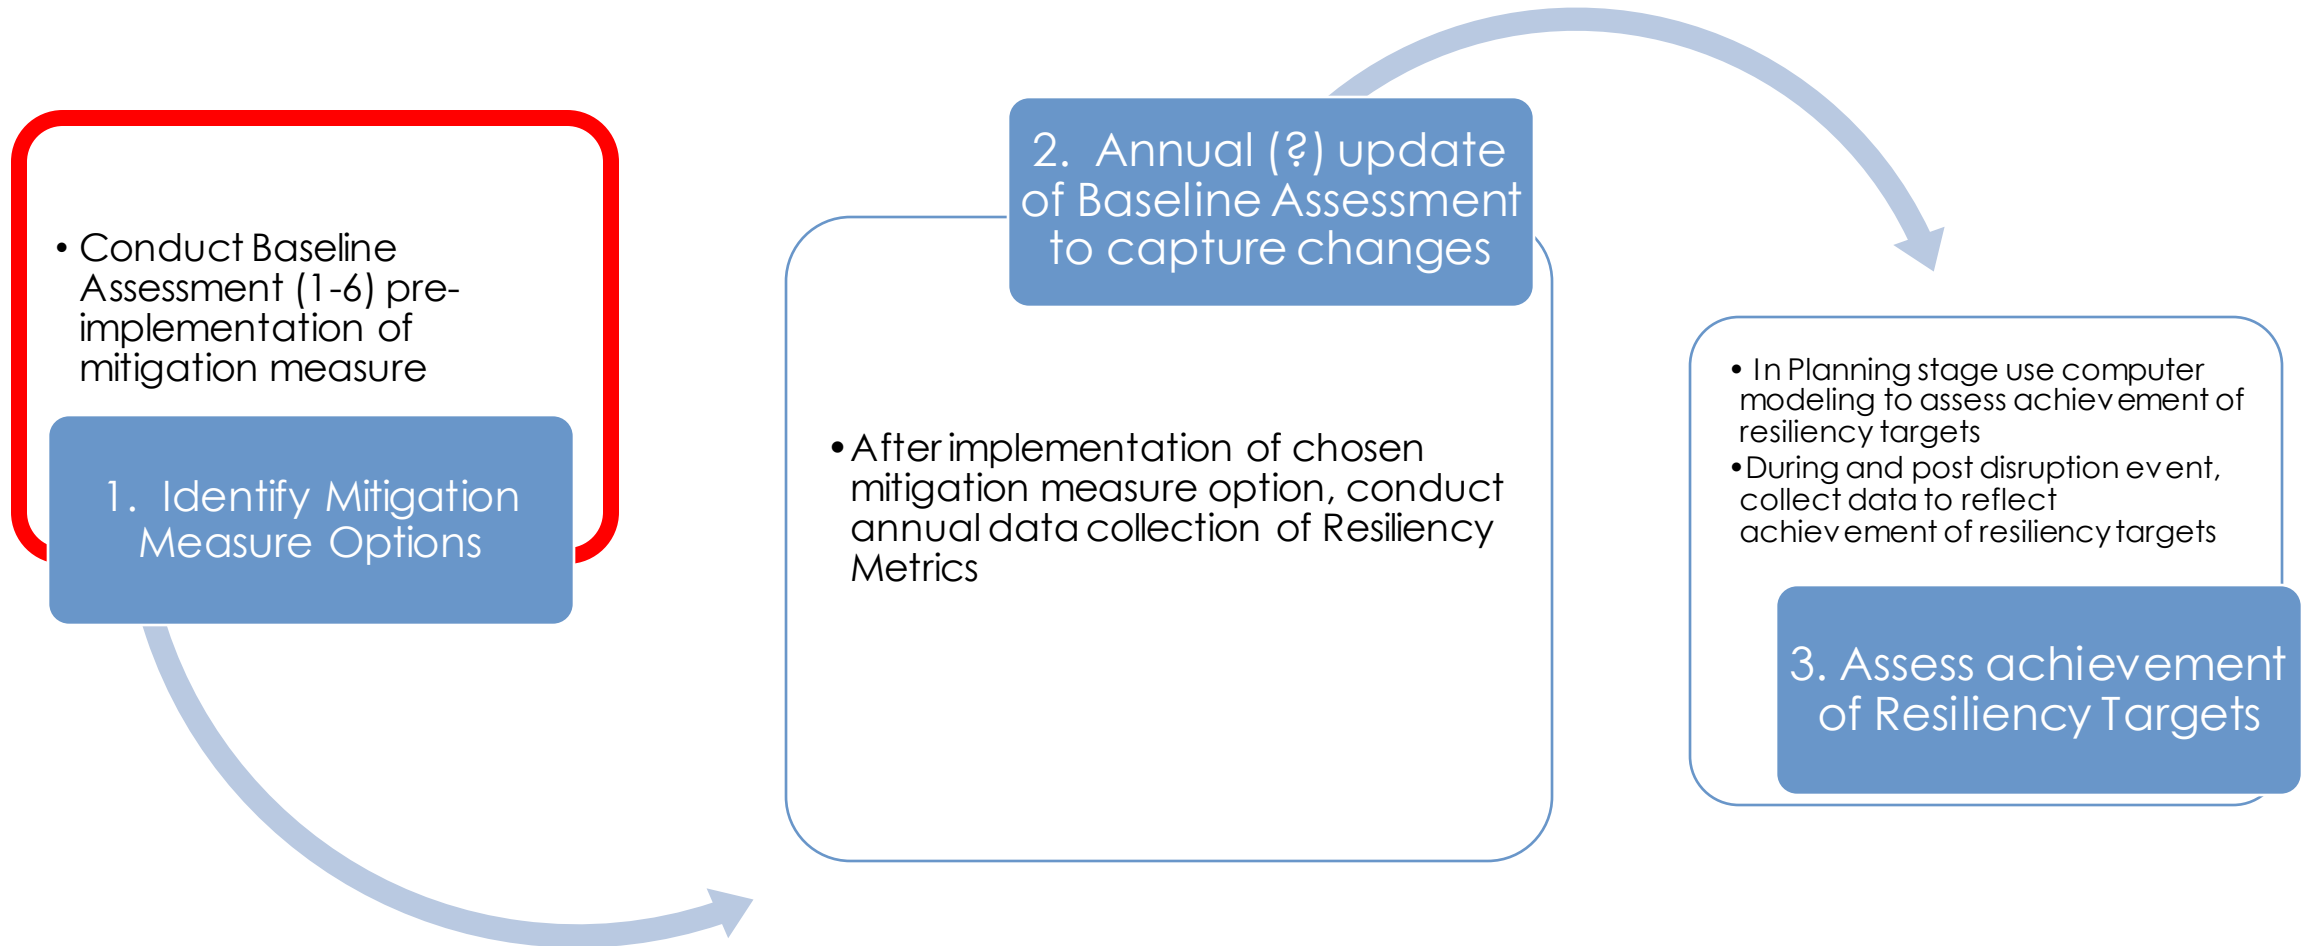 • Conduct Baseline
Assessment (1-6) pre-
implementation of
mitigation measure
1. Identify Mitigation
Measure Options
2. Annual (?) update
of Baseline Assessment
to capture changes
•After implementation of chosen
mitigation measure option, conduct
annual data collection of Resiliency
Metrics
• In Planning stage use computer
modeling to assess achievement of
resiliency targets
•During and post disruption event,
collect data to reflect
achievement of resiliency targets
3. Assess achievement
of Resiliency Targets